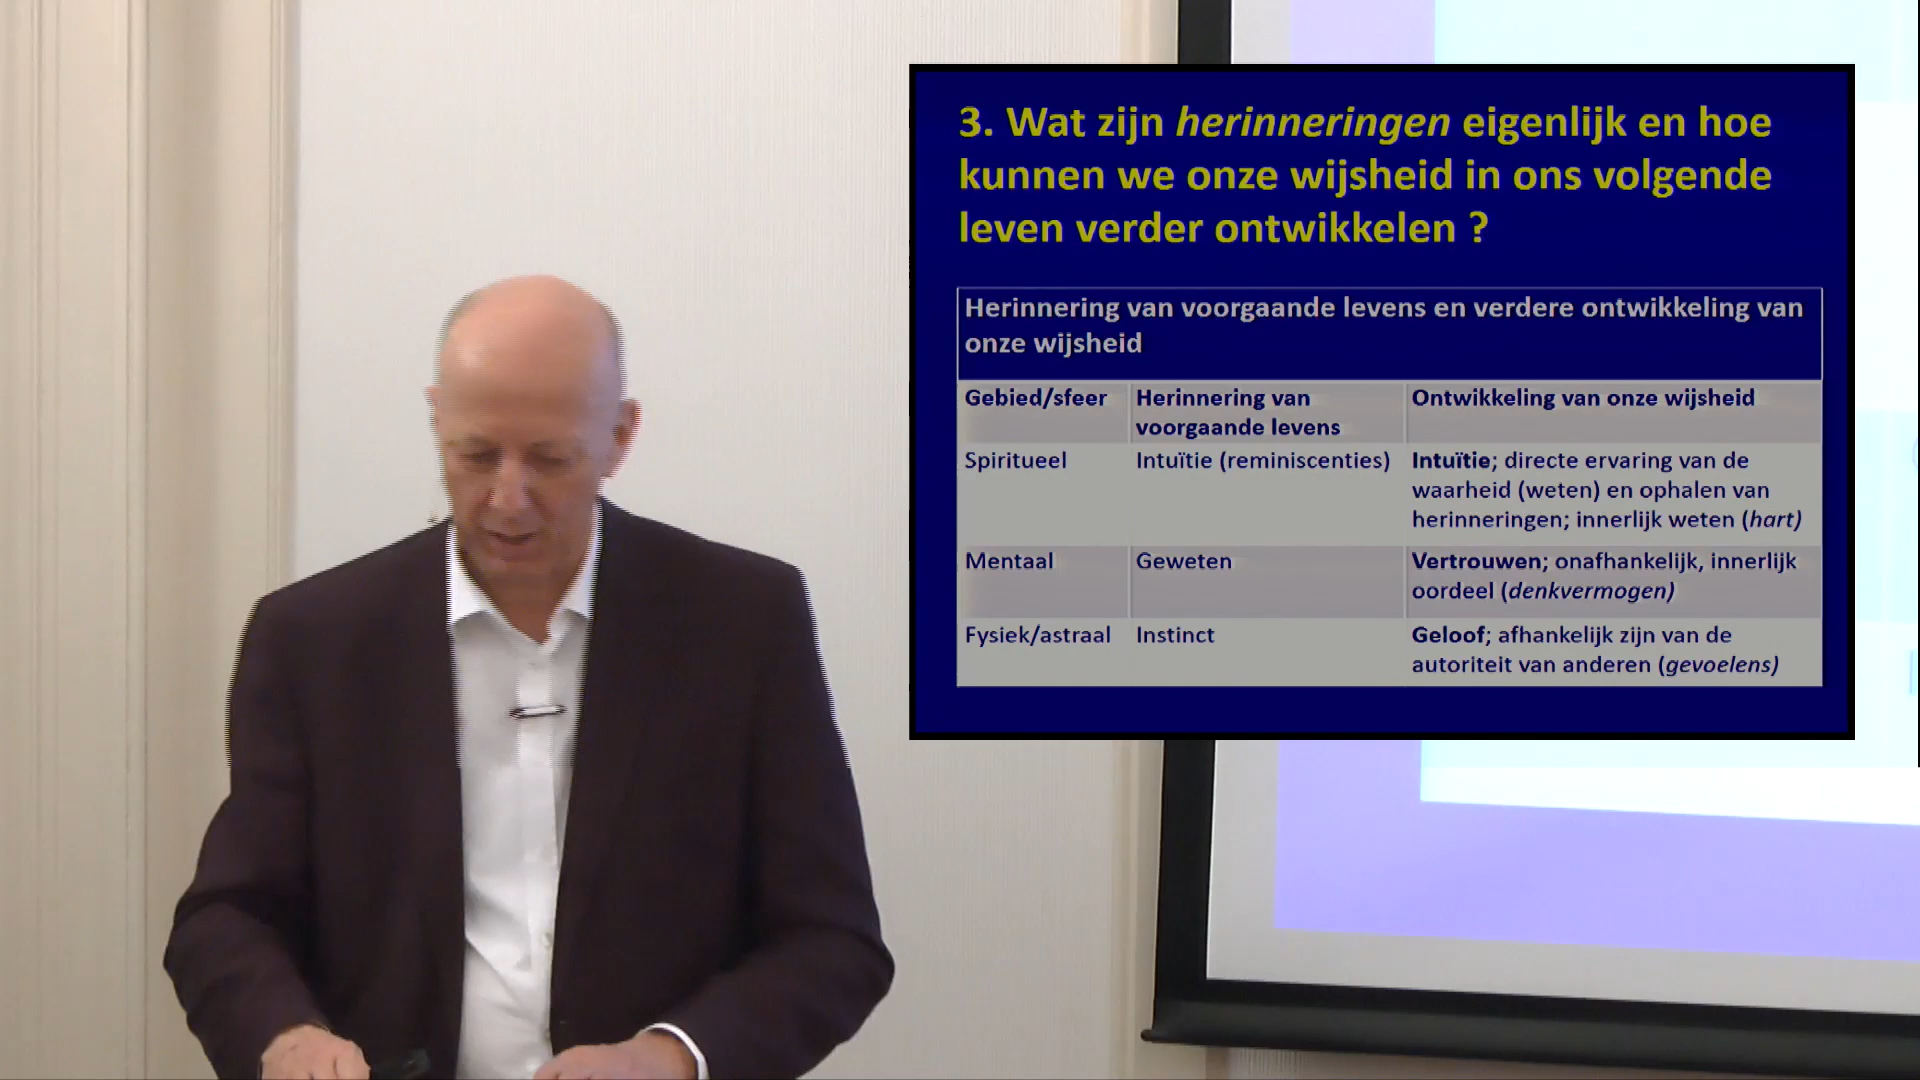 3. Wat zijn herinneringen eigenlijk en hoe
kunnen we onze wijsheid in ons volgende
leven verder ontwikkelen ?
Herinnering van voorgaande levens en verdere ontwikkeling van
onze wijsheid
Gebied/sfeer
Herinnering van
voorgaande levens
Ontwikkeling van onze wijsheid
Spiritueel
Intuïtie (reminiscenties)
Intuïtie; directe ervaring van de
waarheid (weten) en ophalen van
herinneringen; innerlijk weten (hart)
Mentaal
Geweten
Vertrouwen; onafhankelijk, innerlijk
oordeel (denkvermogen)
Fysiek/astraal
Instinct
Geloof; afhankelijk zijn van de
autoriteit van anderen (gevoelens)